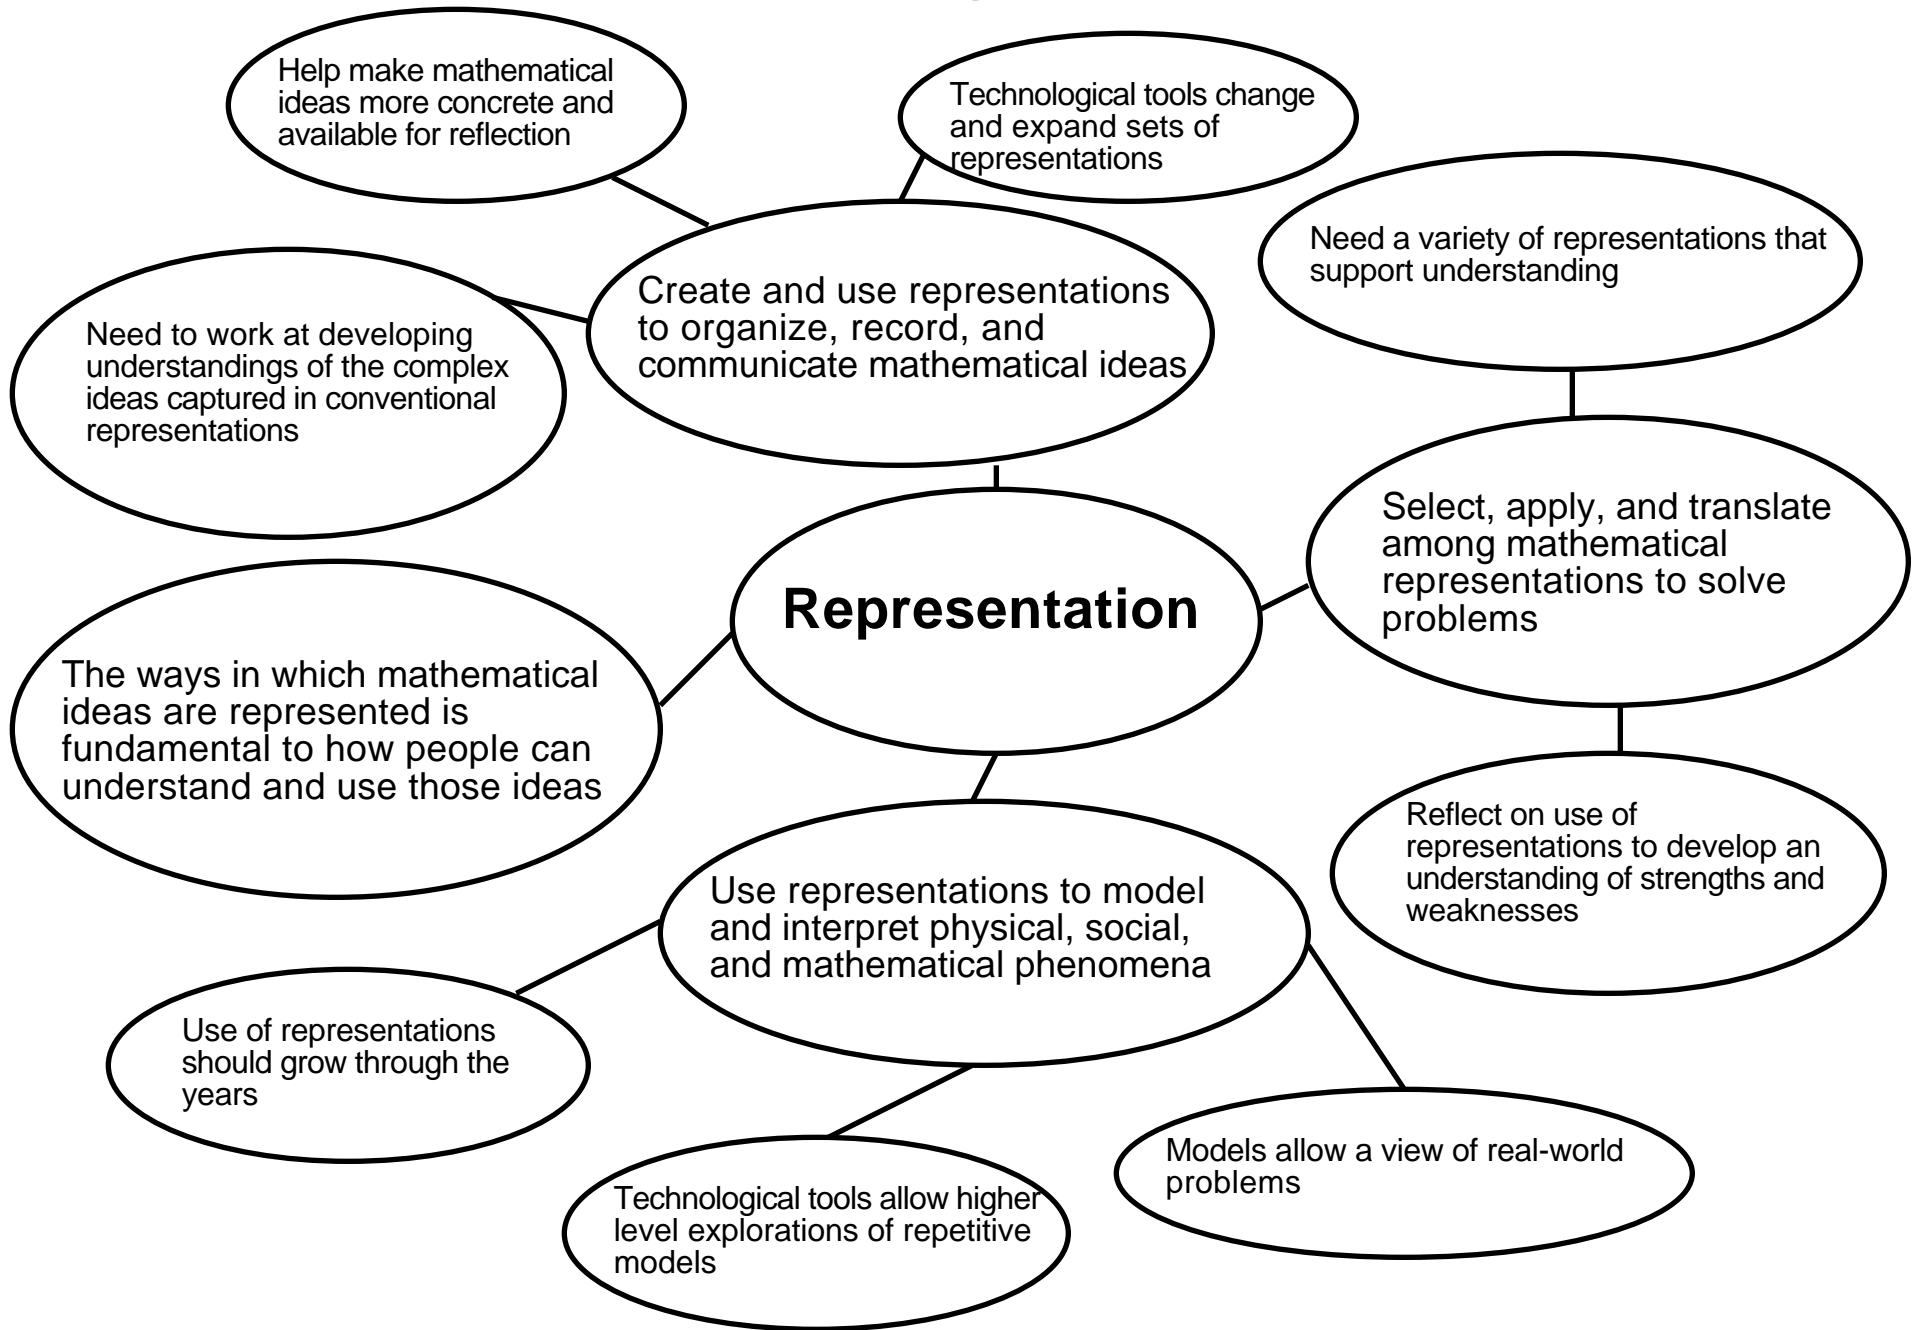 Help make mathematical
ideas more concrete and
available for reflection
Technological tools change
and expand sets of
representations
Need a variety of representations that
support understanding
Create and use representations
to organize, record, and
communicate mathematical ideas
Need to work at developing
understandings of the complex
ideas captured in conventional
representations
Select, apply, and translate
among mathematical
representations to solve
problems
Representation
The ways in which mathematical
ideas are represented is
fundamental to how people can
understand and use those ideas
Reflect on use of
representations to develop an
understanding of strengths and
weaknesses
Use representations to model
and interpret physical, social,
and mathematical phenomena
Use of representations
should grow through the
years
Models allow a view of real-world
problems
Technological tools allow higher
level explorations of repetitive
models